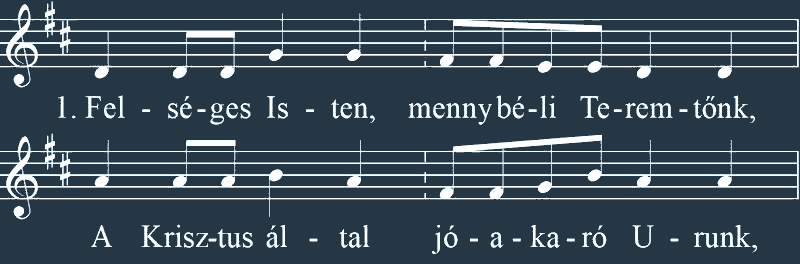 1. Fel - sé - ges Is - ten, menny bé - li Te - rem - tőnk,
A Krisz-tus ál - tal jó - a - ka - ró U - runk,